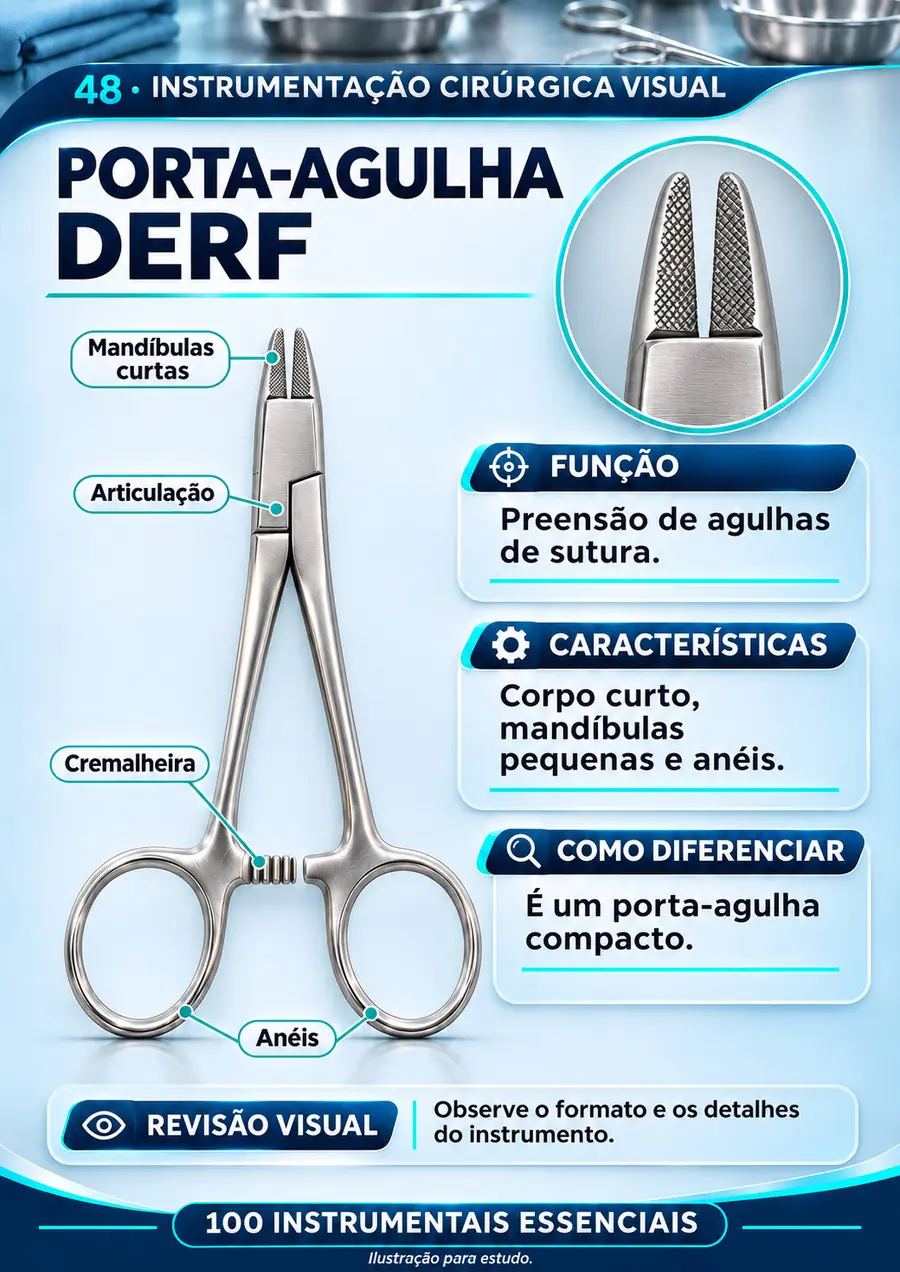 48 · INSTRUMENTAÇÃO CIRÚRGICA VISUAL
PORTA-AGULHA
DERF
Mandíbulas
curtas
Articulação
Cremalheira
Anéis
FUNÇÃO
Preensão de agulhas
de sutura.
CARACTERÍSTICAS
Corpo curto,
mandíbulas
pequenas e anéis.
COMO DIFERENCIAR
É um porta-agulha
compacto.
REVISÃO VISUAL
Observe o formato e os detalhes
do instrumento.
100 INSTRUMENTAIS ESSENCIAIS
Ilustração para estudo.